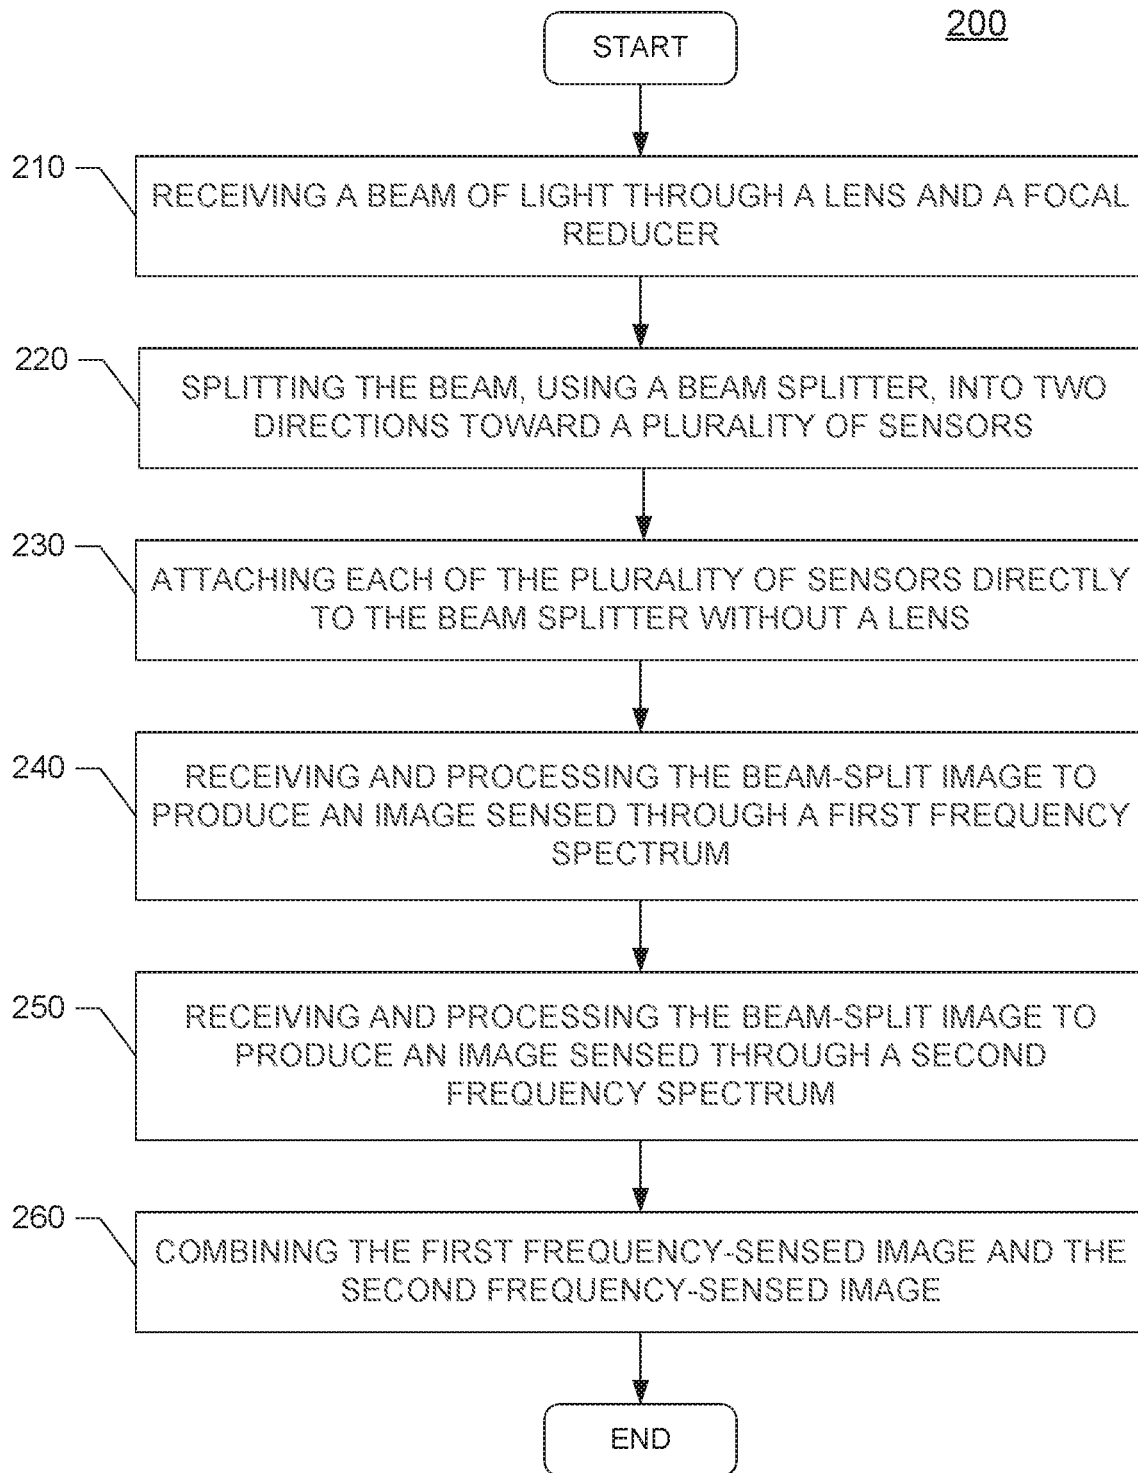 200
START
210
RECEIVING A BEAM OF LIGHT THROUGH A LENS AND A FOCAL
REDUCER
220
SPLITTING THE BEAM, USING A BEAM SPLITTER, INTO TWO
DIRECTIONS TOWARD A PLURALITY OF SENSORS
230
ATTACHING EACH OF THE PLURALITY OF SENSORS DIRECTLY
TO THE BEAM SPLITTER WITHOUT A LENS
240
RECEIVING AND PROCESSING THE BEAM-SPLIT IMAGE TO
PRODUCE AN IMAGE SENSED THROUGH A FIRST FREQUENCY
SPECTRUM
250
RECEIVING AND PROCESSING THE BEAM-SPLIT IMAGE TO
PRODUCE AN IMAGE SENSED THROUGH A SECOND
FREQUENCY SPECTRUM
260
COMBINING THE FIRST FREQUENCY-SENSED IMAGE AND THE
SECOND FREQUENCY-SENSED IMAGE
END